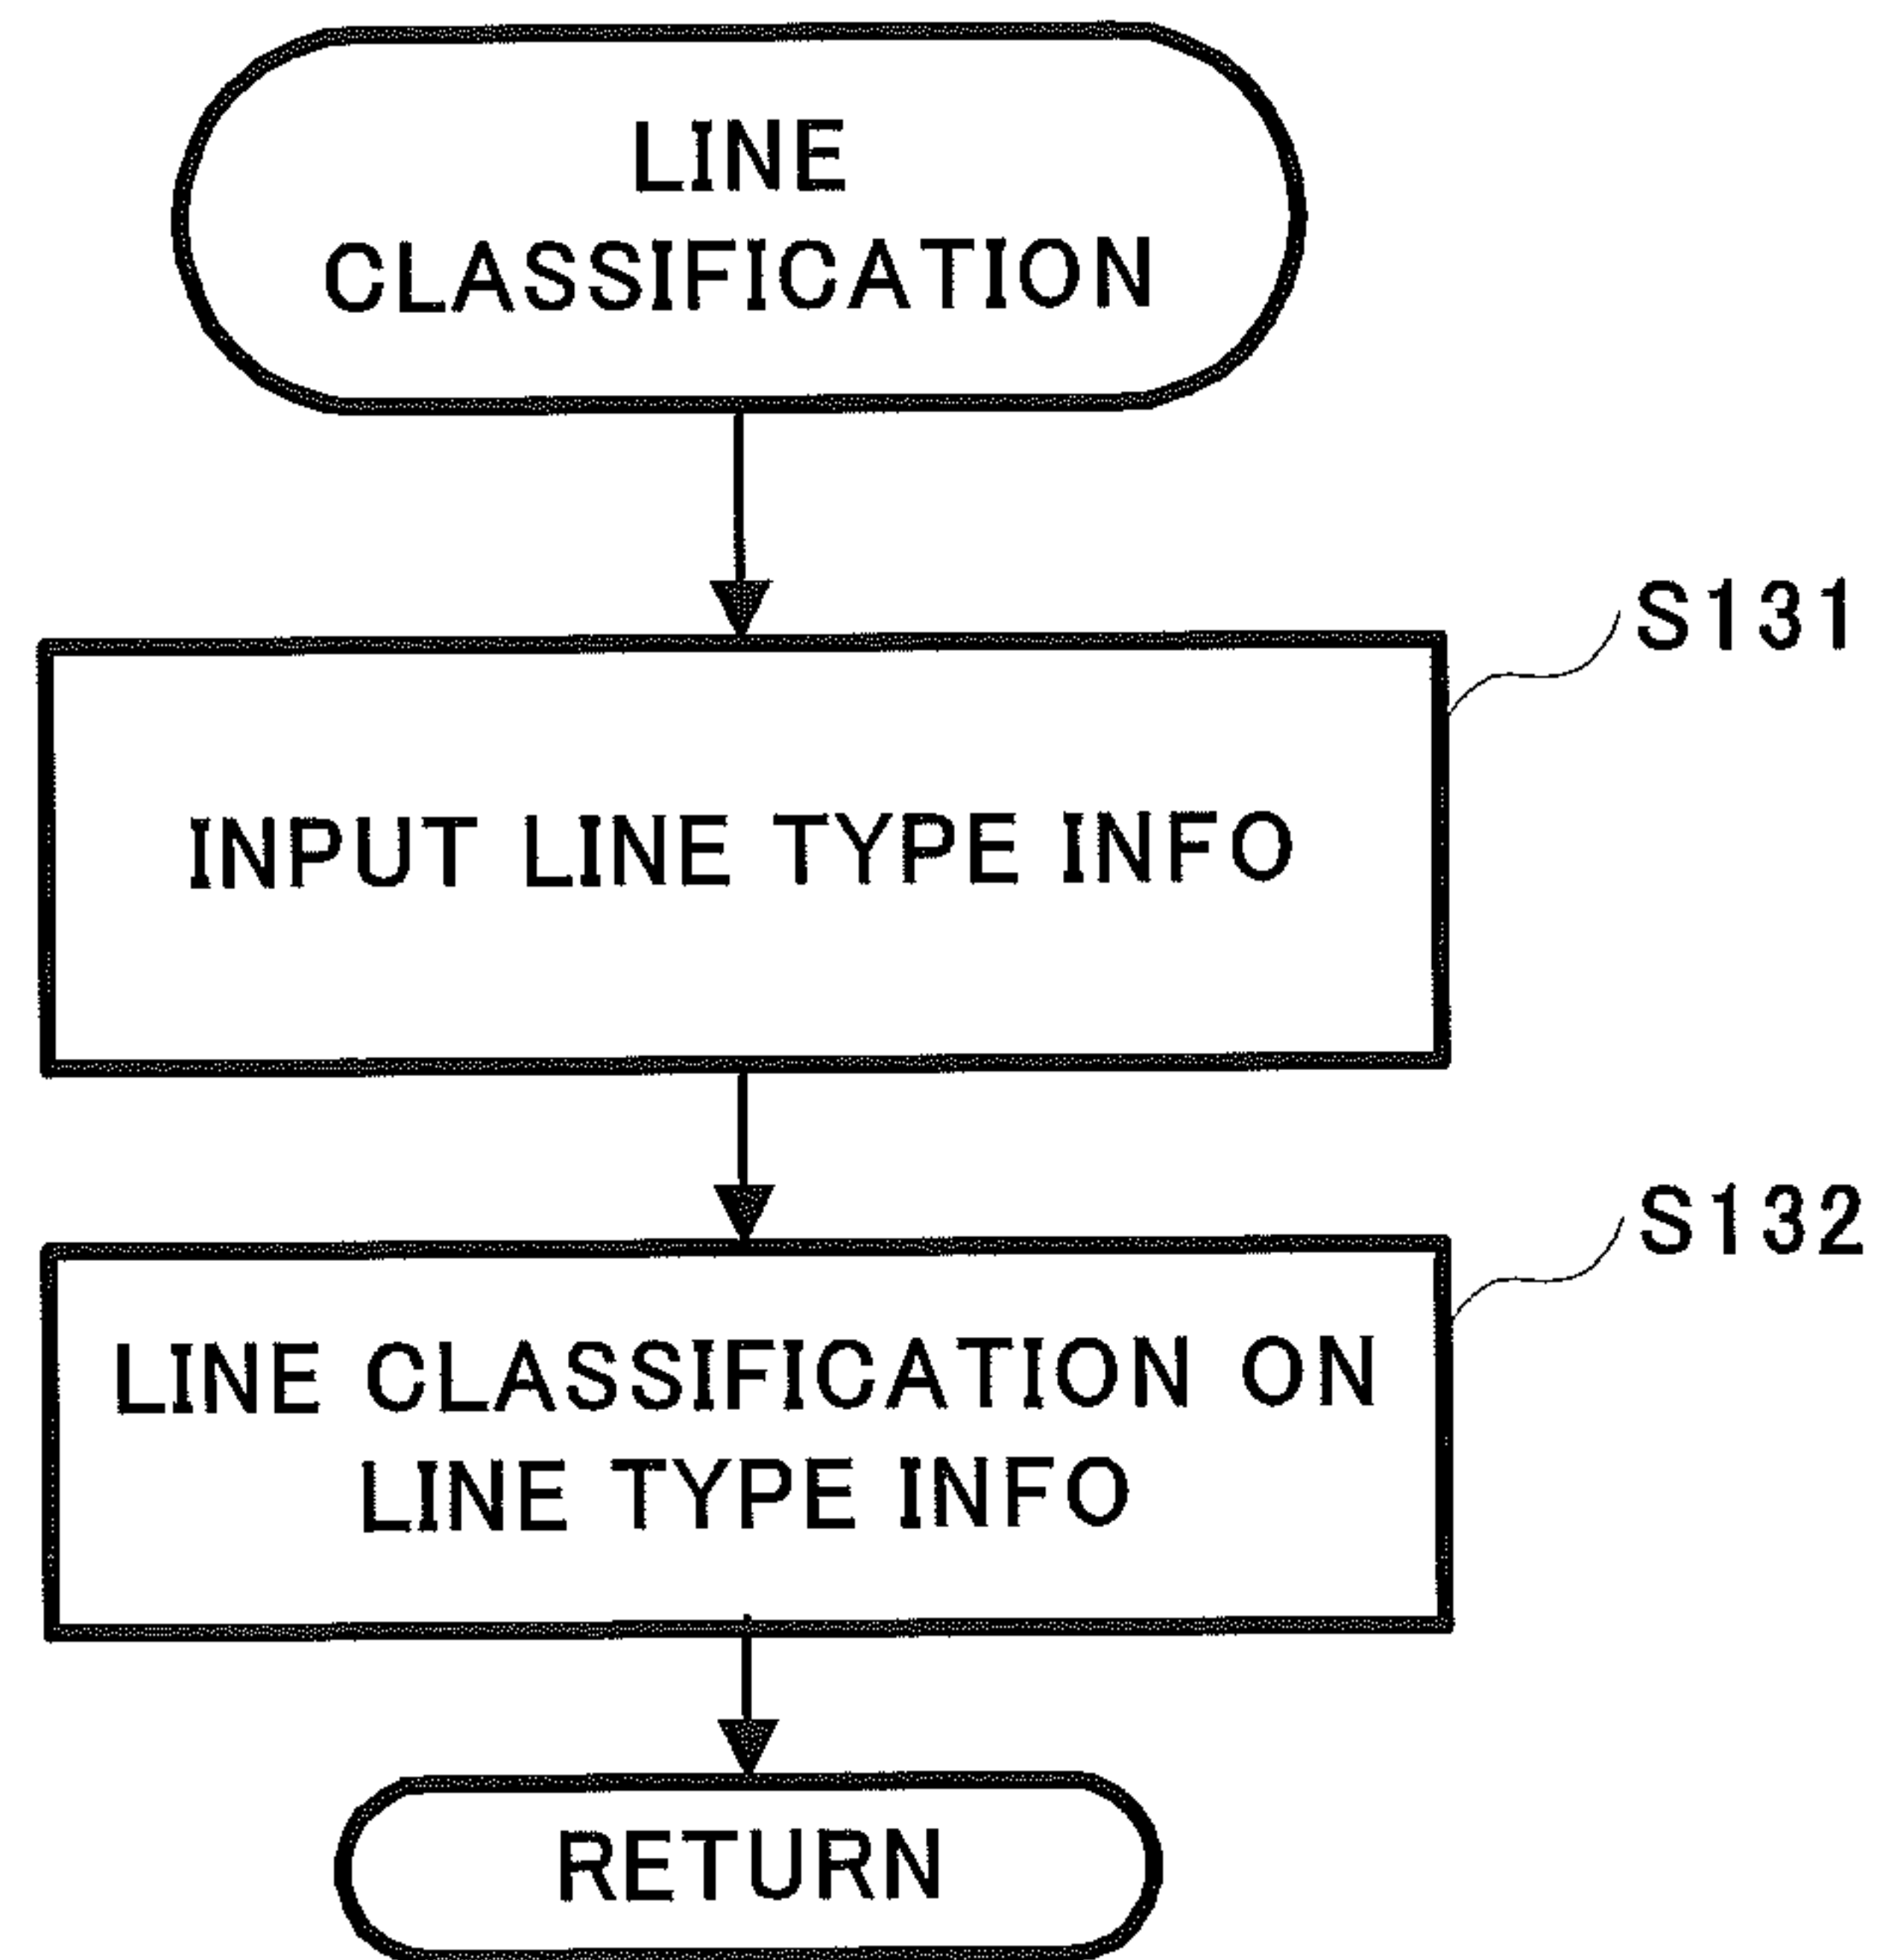 LINE
CLASSIFICATION
S131
INPUT LINE TYPE INFO
S132
LINE CLASSIFICATION ON
LINE TYPE INFO
RETURN